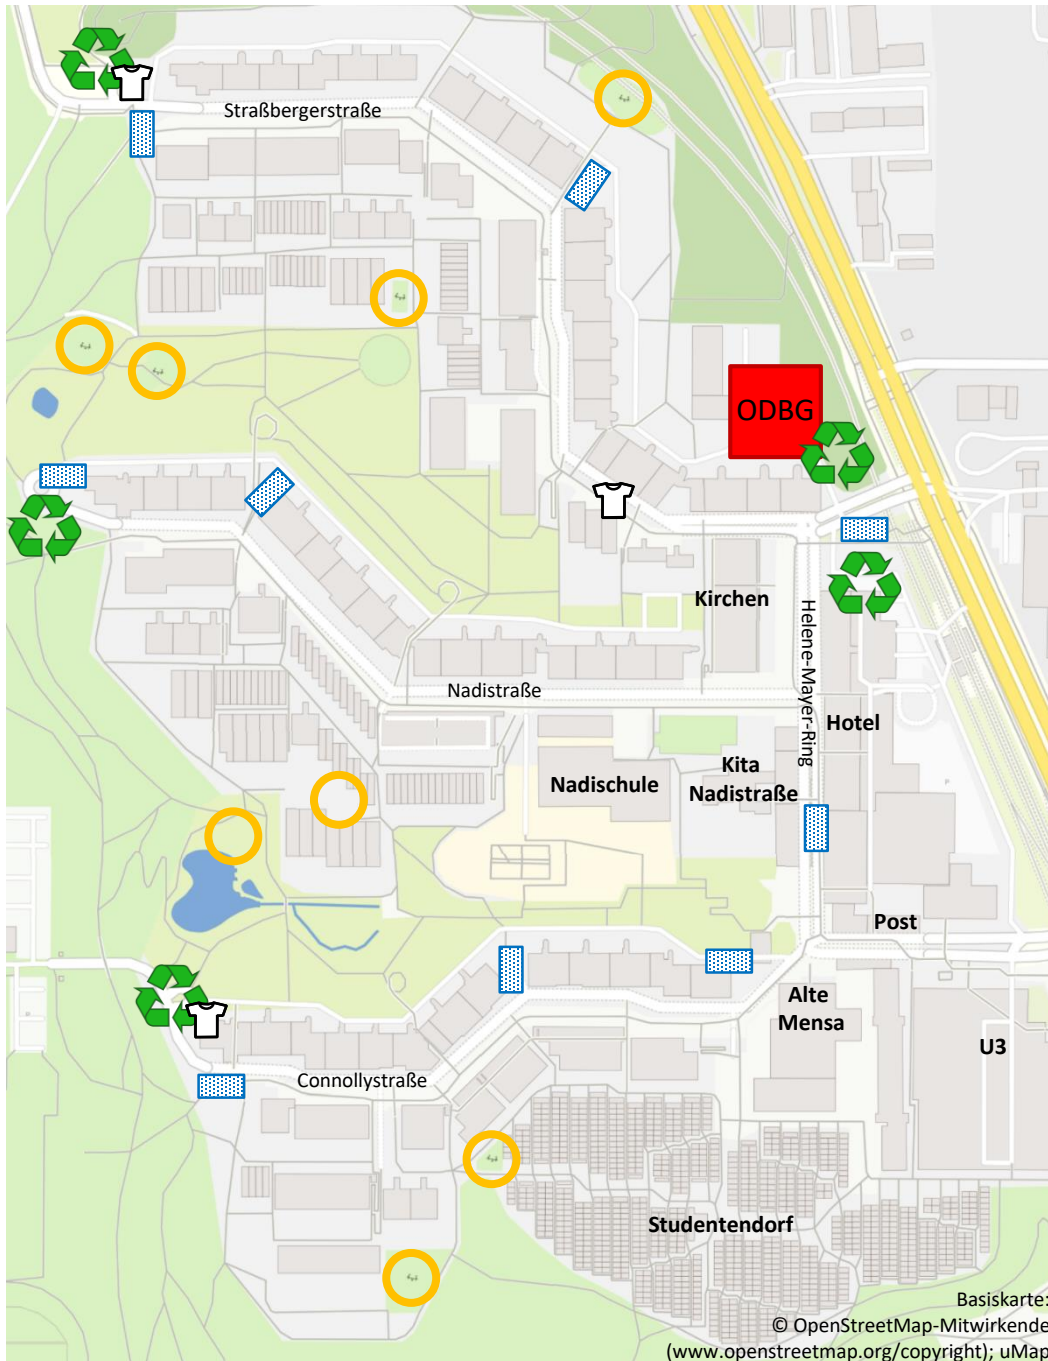 Straßbergerstraße
ODBG
Kirchen
Helene-Mayer-Ring
Nadistraße
Hotel
Nadischule
Kita
Nadistraße
Post
Alte
Mensa
U3
Connollystraße
Studentendorf
Basiskarte:
© OpenStreetMap-Mitwirkende
(www.openstreetmap.org/copyright); uMap